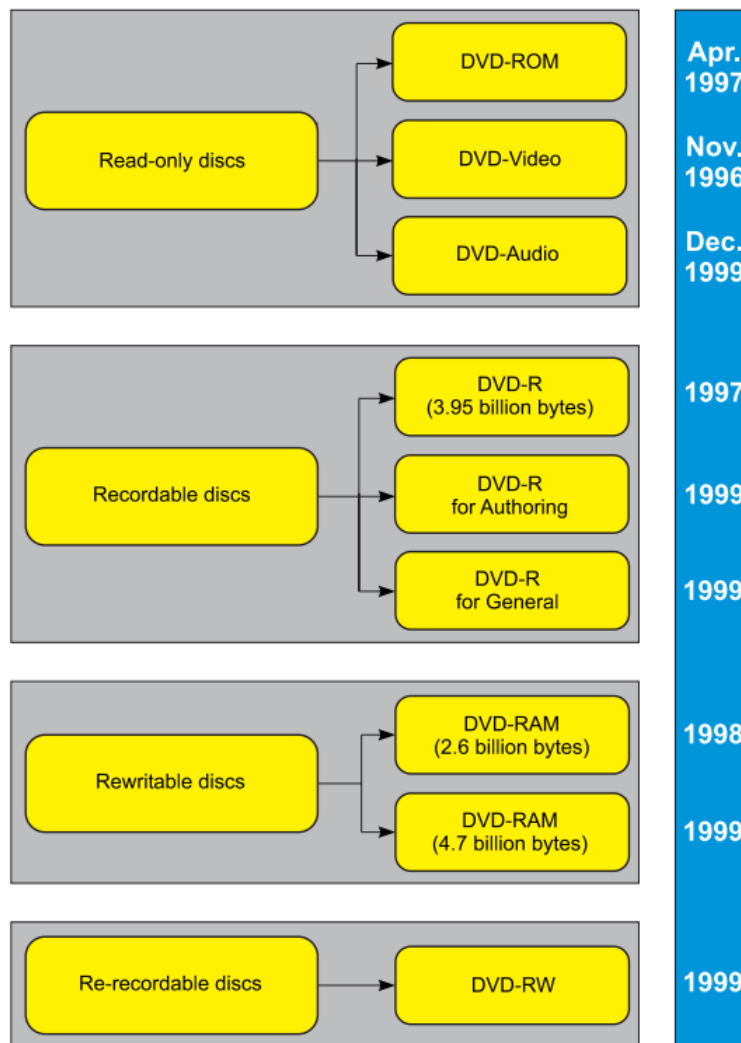 Read-only discs
DVD-ROM
DVD-Video
DVD-Audio
Apr.
1997
Nov.
1996
Dec.
1999
Recordable discs
DVD-R
(3.95 billion bytes)
DVD-R
for Authoring
DVD-R
for General
1997
1999
1999
Rewritable discs
DVD-RAM
(2.6 billion bytes)
DVD-RAM
(4.7 billion bytes)
1998
1999
Re-recordable discs
DVD-RW
1999